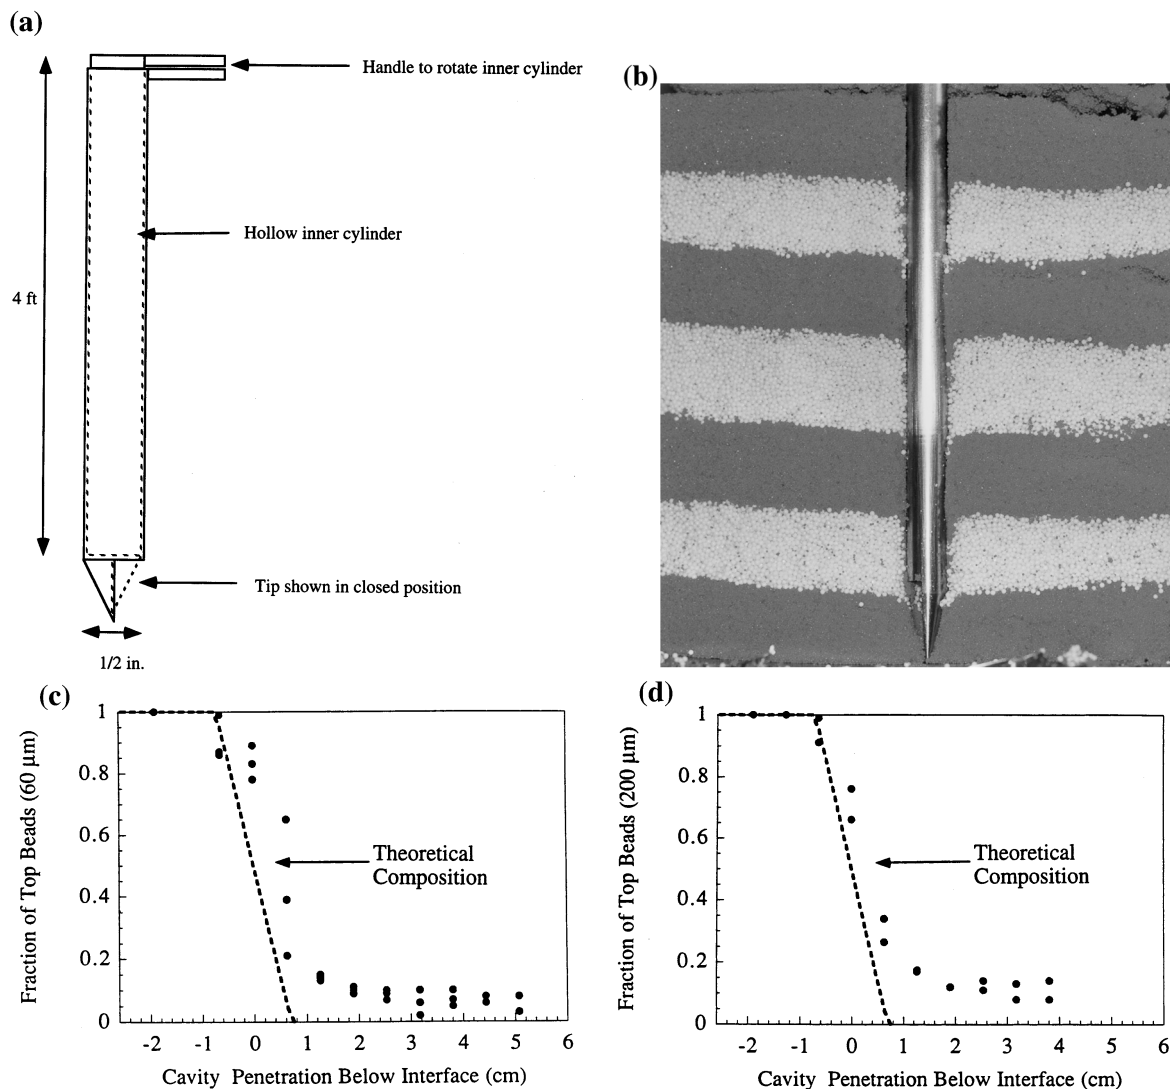 (a)
Handle to rotate inner cylinder
Hollow inner cylinder
4 ft
Tip shown in closed position
1/2 in.
(b)
(c)
Fraction of Top Beads (60 µm)
1
0.8
0.6
0.4
0.2
0
Theoretical
Composition
-2 -1 0 1 2 3 4 5 6
Cavity Penetration Below Interface (cm)
(d)
Fraction of Top Beads (200 µm)
1
0.8
0.6
0.4
0.2
0
Theoretical
Composition
-2 -1 0 1 2 3 4 5 6
Cavity Penetration Below Interface (cm)